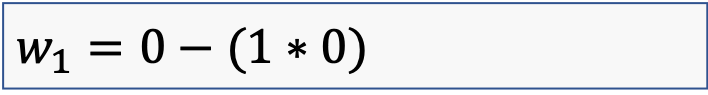 w₁ = 0 − (1 ∗ 0)